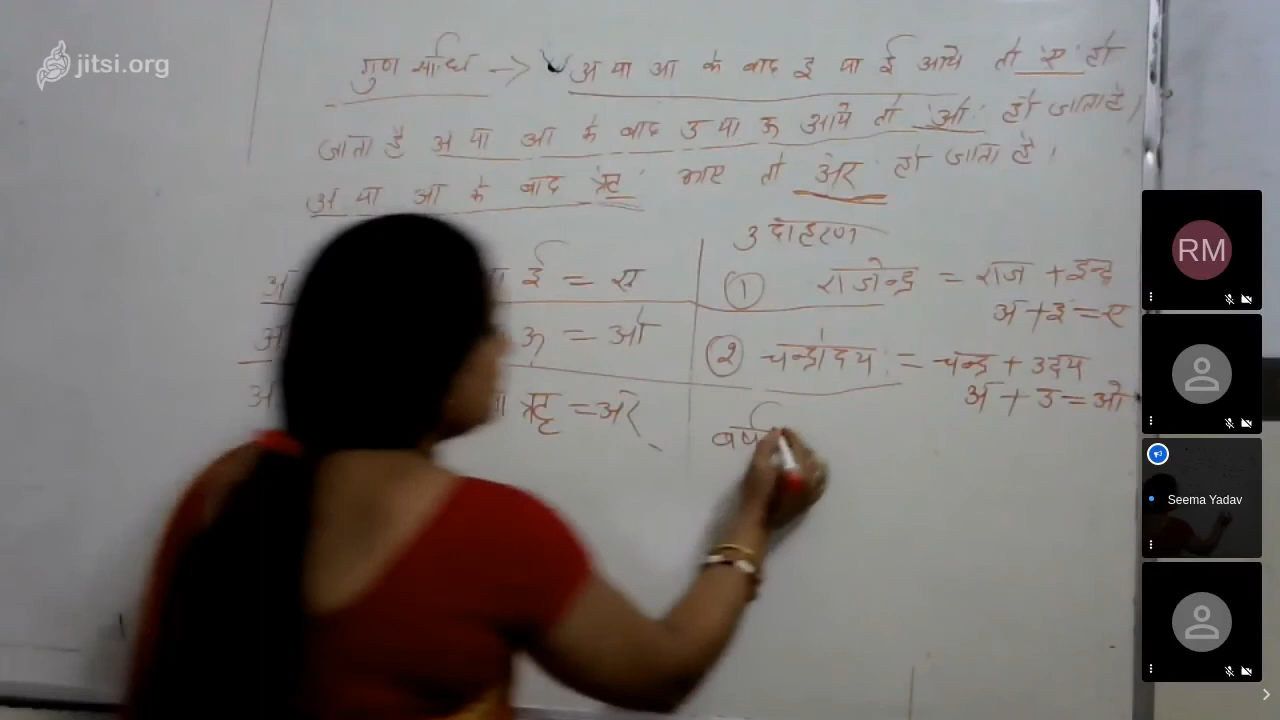 jitsi.org
गुण संधि -> अ या आ के बाद इ या ई आये तो 'ए' हो
जाता है अ या आ के बाद उ या ऊ आये तो 'ओ' हो जाता है,
अ या आ के बाद 'ऋ' आए तो अर हो जाता है।
उदाहरण
अ ई = ए
① राजेन्द्र = राज + इन्द्र
अ + इ = ए
अ ऊ = ओ
② चन्द्रोदय = चन्द्र + उदय
अ + उ = ओ
अ ऋ = अर्
RM
Seema Yadav